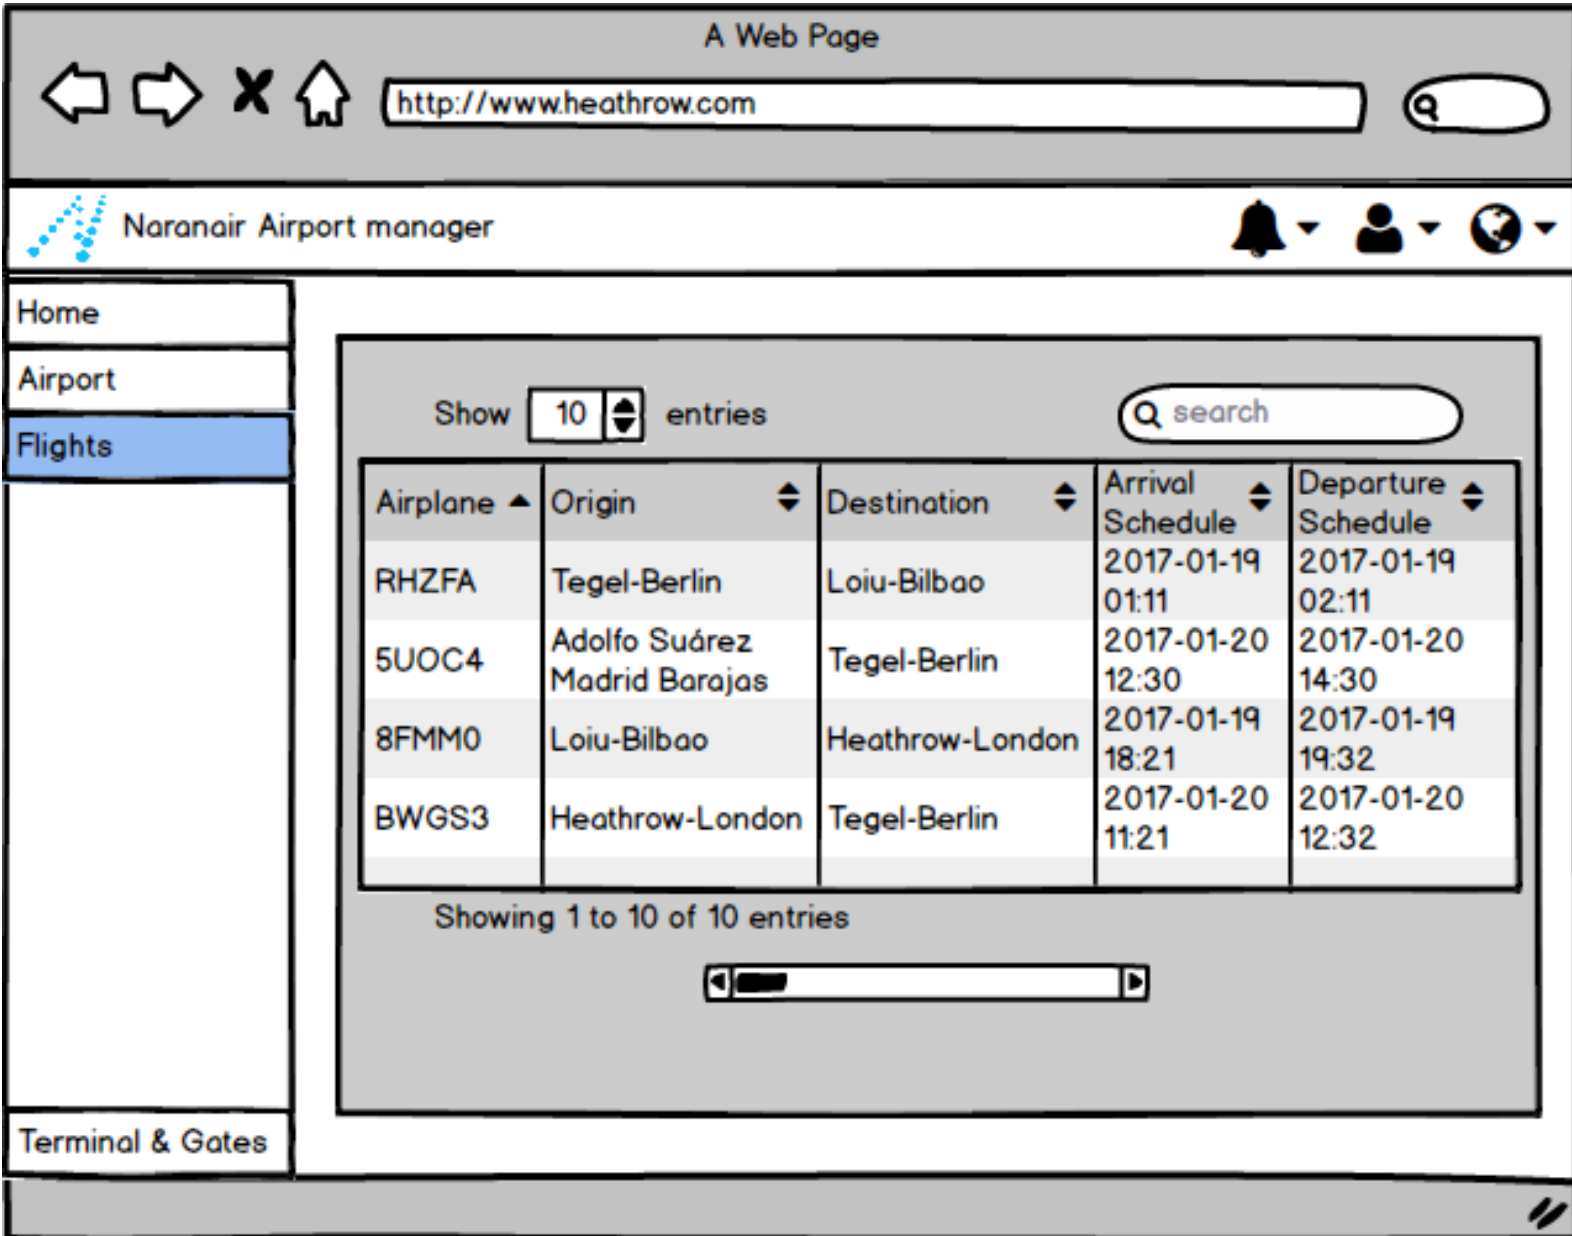 A Web Page
http://www.heathrow.com
Naranair Airport manager
Home
Airport
Flights
Show 10 entries
search
Airplane Origin Destination Arrival Schedule Departure Schedule
RHZFA Tegel-Berlin Loiu-Bilbao 2017-01-19 01:11 2017-01-19 02:11
5UOC4 Adolfo Suárez Madrid Barajas Tegel-Berlin 2017-01-20 12:30 2017-01-20 14:30
8FMM0 Loiu-Bilbao Heathrow-London 2017-01-19 18:21 2017-01-19 19:32
BWGS3 Heathrow-London Tegel-Berlin 2017-01-20 11:21 2017-01-20 12:32
Showing 1 to 10 of 10 entries
Terminal & Gates